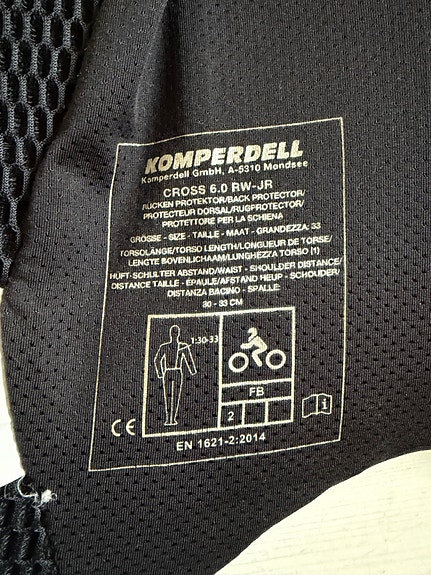 KOMPERDELL
Komperdell GmbH, A-5310 Mondsee
CROSS 6.0 RW-JR
RÜCKEN PROTEKTOR/BACK PROTECTOR/
PROTECTEUR DORSAL/RUGPROTECTOR/
PROTETTORE PER LA SCHIENA
GRÖSSE - SIZE - TAILLE - MAAT - GRANDEZZA: 33
TORSOLÄNGE/TORSO LENGTH/LONGUEUR DE TORSE/
LENGTE BOVENLICHAAM/LUNGHEZZA TORSO (1)
HÜFT-SCHULTER ABSTAND/WAIST - SHOULDER DISTANCE/
DISTANCE TAILLE - ÉPAULE/AFSTAND HEUP - SCHOUDER/
DISTANZA BACINO - SPALLE:
30 - 33 CM
1:30-33
FB
2
i
CE
EN 1621-2:2014